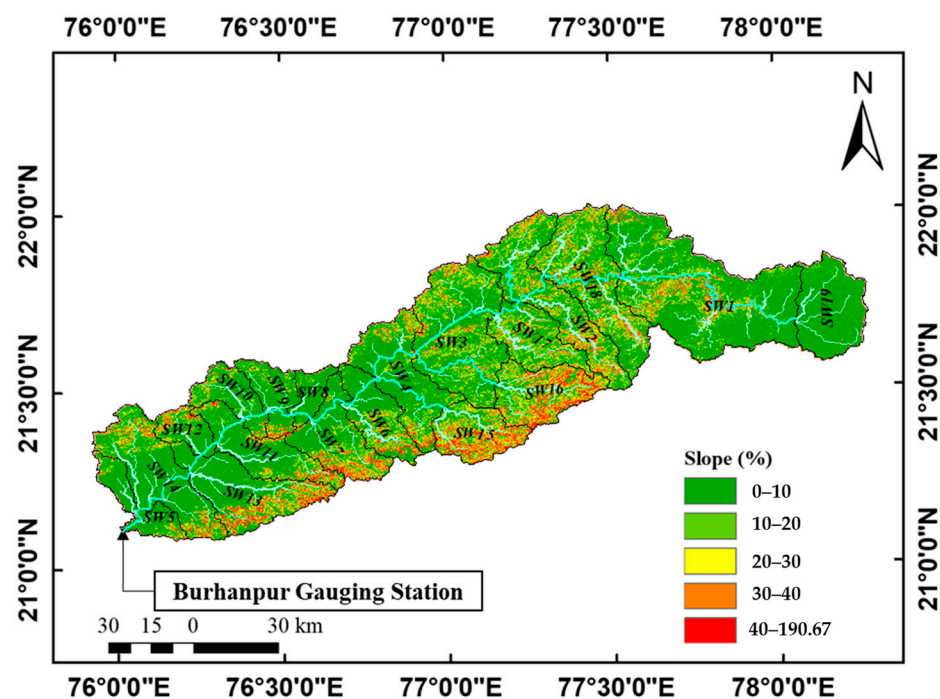 76°0'0"E 76°30'0"E 77°0'0"E 77°30'0"E 78°0'0"E
N
22°0'0"N
22°0'0"N
SW18
SW1
SW19
SW2
SW17
SW3
21°30'0"N
21°30'0"N
SW4
SW16
SW10
SW9
SW8
SW12
SW15
SW11
SW14
SW13
SW5
Slope (%)
0–10
10–20
20–30
30–40
40–190.67
21°0'0"N
21°0'0"N
Burhanpur Gauging Station
30 15 0 30 km
76°0'0"E 76°30'0"E 77°0'0"E 77°30'0"E 78°0'0"E